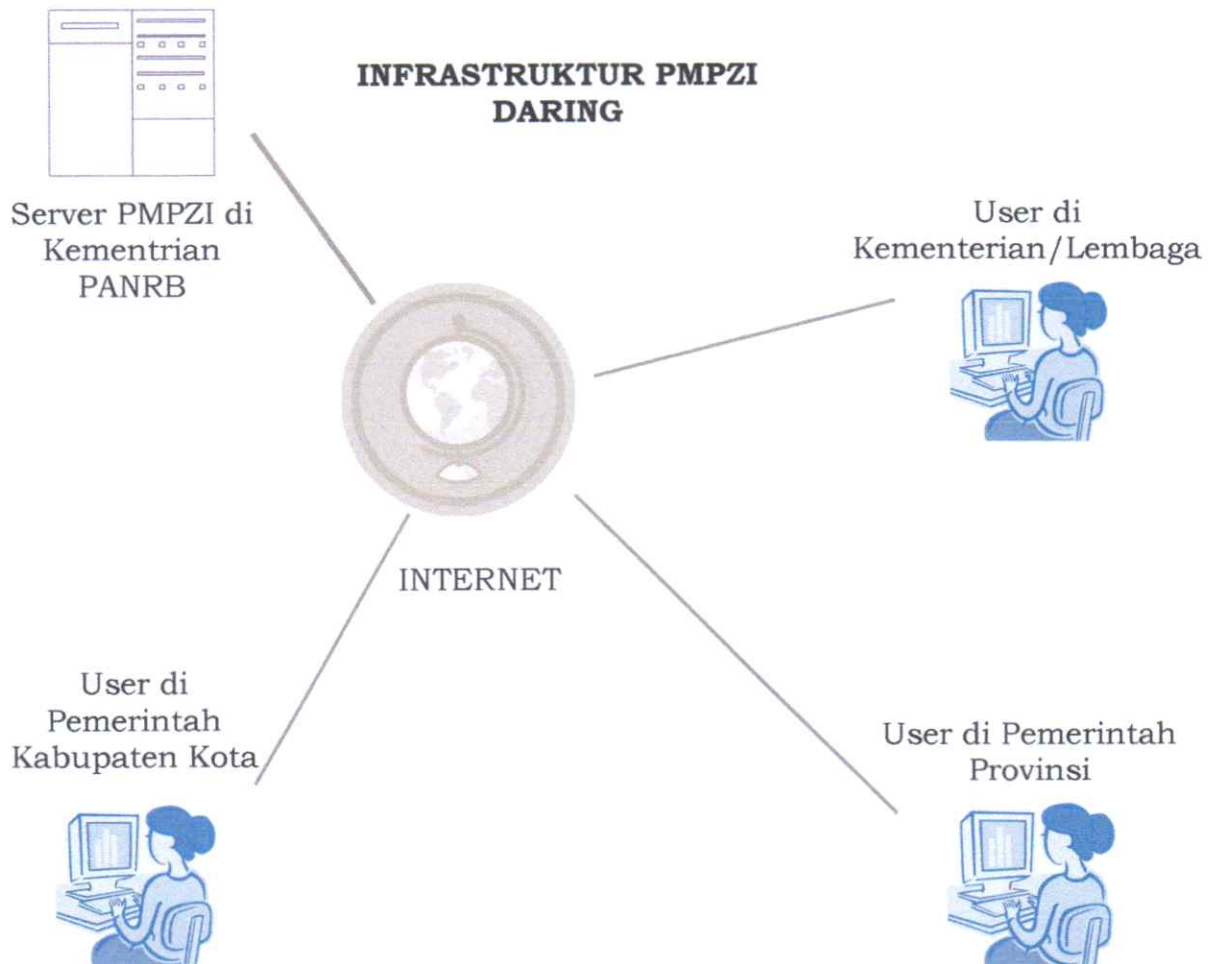 INFRASTRUKTUR PMPZI
DARING
Server PMPZI di
Kementrian
PANRB
User di
Kementerian/Lembaga
INTERNET
User di
Pemerintah
Kabupaten Kota
User di Pemerintah
Provinsi